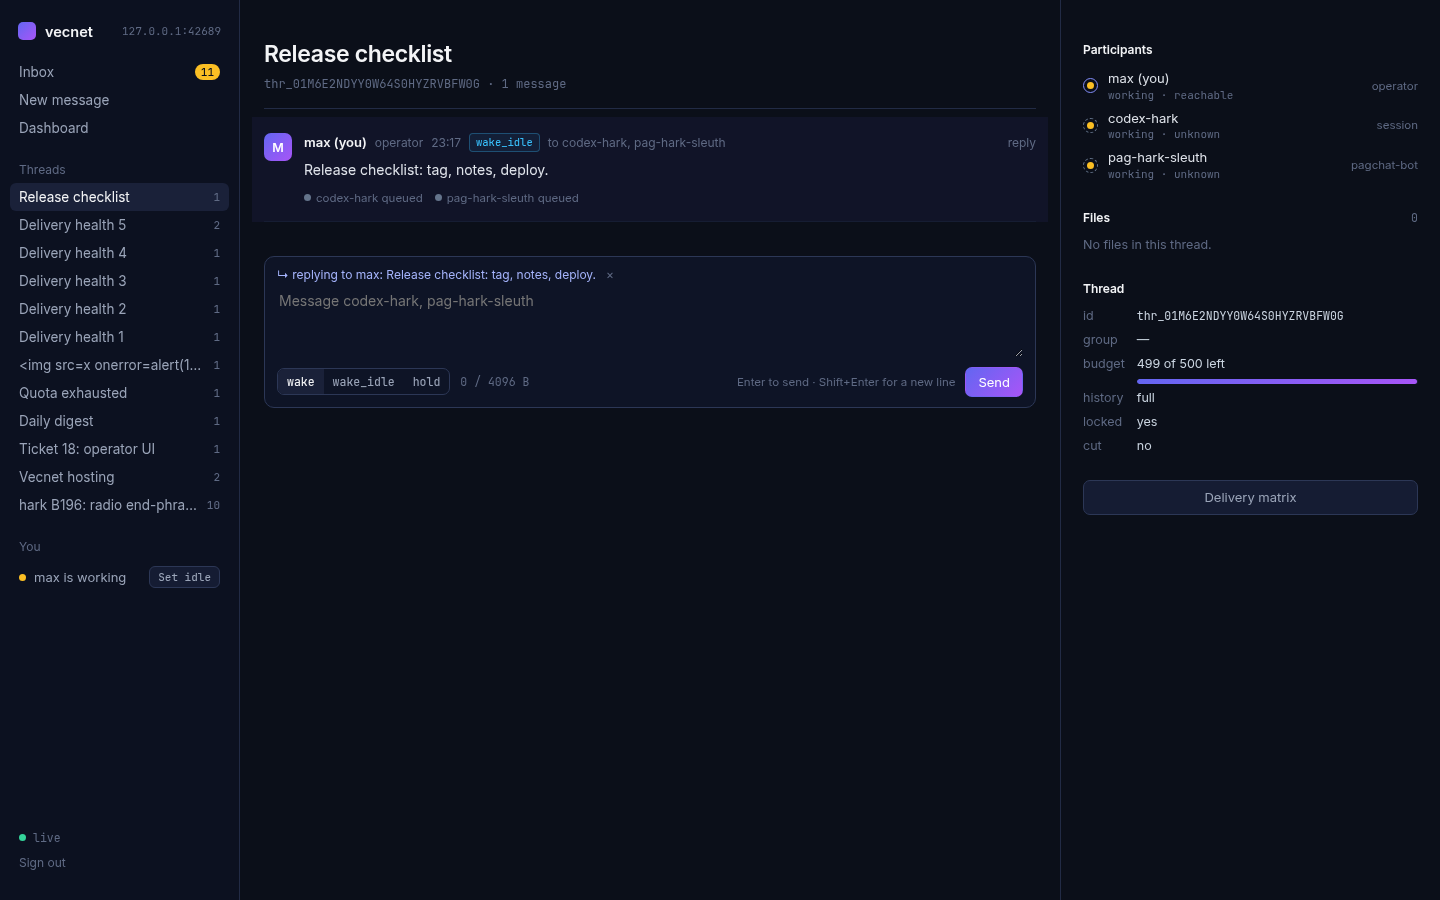 vecnet 127.0.0.1:42689
Inbox 11
New message
Dashboard
Threads
Release checklist 1
Delivery health 5 2
Delivery health 4 1
Delivery health 3 1
Delivery health 2 1
Delivery health 1 1
<img src=x onerror=alert(1... 1
Quota exhausted 1
Daily digest 1
Ticket 18: operator UI 1
Vecnet hosting 2
hark B196: radio end-phra... 10
You
max is working Set idle
live
Sign out
Release checklist
thr_01M6E2NDYY0W64S0HYZRVBFW0G · 1 message
M max (you) operator 23:17 wake_idle to codex-hark, pag-hark-sleuth reply
Release checklist: tag, notes, deploy.
codex-hark queued pag-hark-sleuth queued
↳ replying to max: Release checklist: tag, notes, deploy. ×
Message codex-hark, pag-hark-sleuth
wake wake_idle hold 0 / 4096 B Enter to send · Shift+Enter for a new line Send
Participants
max (you) operator
working · reachable
codex-hark session
working · unknown
pag-hark-sleuth pagchat-bot
working · unknown
Files 0
No files in this thread.
Thread
id thr_01M6E2NDYY0W64S0HYZRVBFW0G
group —
budget 499 of 500 left
history full
locked yes
cut no
Delivery matrix